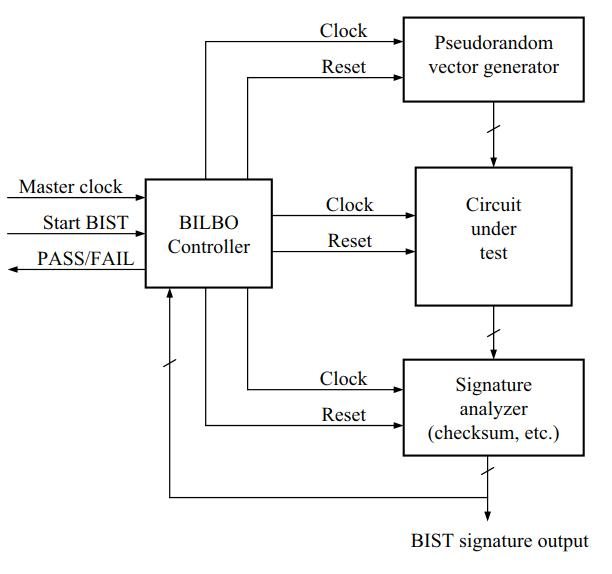 Clock
Pseudorandom
vector generator
Reset
Master clock
Start BIST
PASS/FAIL
BILBO
Controller
Clock
Reset
Circuit
under
test
Clock
Reset
Signature
analyzer
(checksum, etc.)
BIST signature output